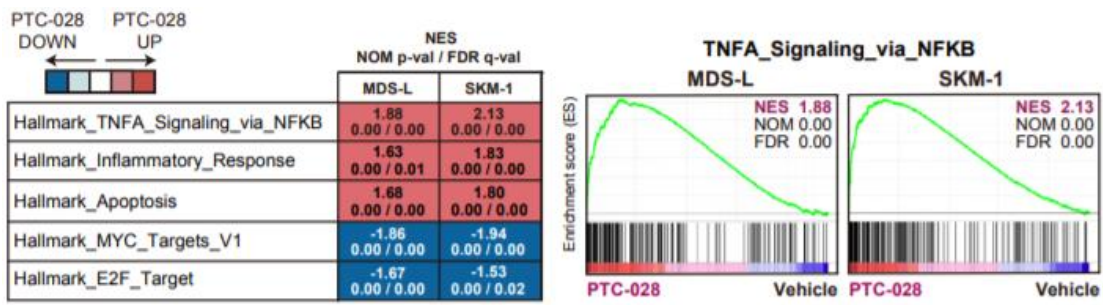 PTC-028 PTC-028
DOWN UP
NES
NOM p-val / FDR q-val
MDS-L SKM-1
Hallmark_TNFA_Signaling_via_NFKB 1.88 2.13
0.00 / 0.00 0.00 / 0.00
Hallmark_Inflammatory_Response 1.63 1.83
0.00 / 0.01 0.00 / 0.00
Hallmark_Apoptosis 1.68 1.80
0.00 / 0.00 0.00 / 0.00
Hallmark_MYC_Targets_V1 -1.86 -1.94
0.00 / 0.00 0.00 / 0.00
Hallmark_E2F_Target -1.67 -1.53
0.00 / 0.00 0.00 / 0.02
TNFA_Signaling_via_NFKB
MDS-L SKM-1
Enrichment score (ES)
NES 1.88
NOM 0.00
FDR 0.00
NES 2.13
NOM 0.00
FDR 0.00
PTC-028 Vehicle PTC-028 Vehicle